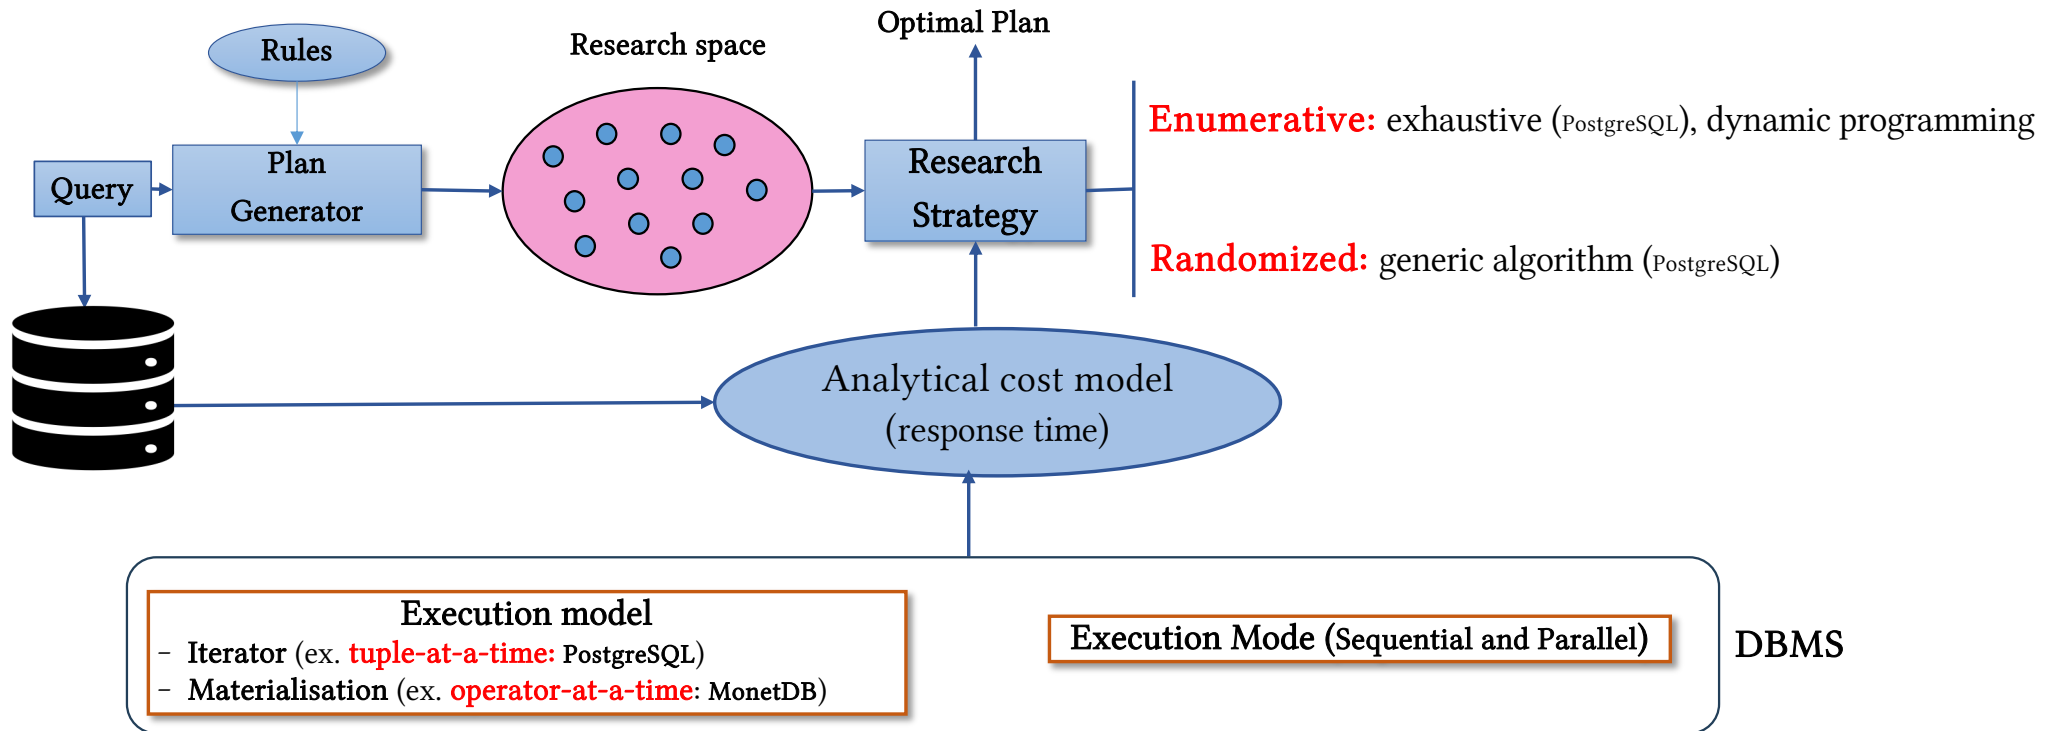 Optimal Plan
Rules
Research space
Enumerative: exhaustive (PostgreSQL), dynamic programming
Plan
Generator
Query
Research
Strategy
Randomized: generic algorithm (PostgreSQL)
Analytical cost model
(response time)
Execution model
- Iterator (ex. tuple-at-a-time: PostgreSQL)
- Materialisation (ex. operator-at-a-time: MonetDB)
Execution Mode (Sequential and Parallel)
DBMS